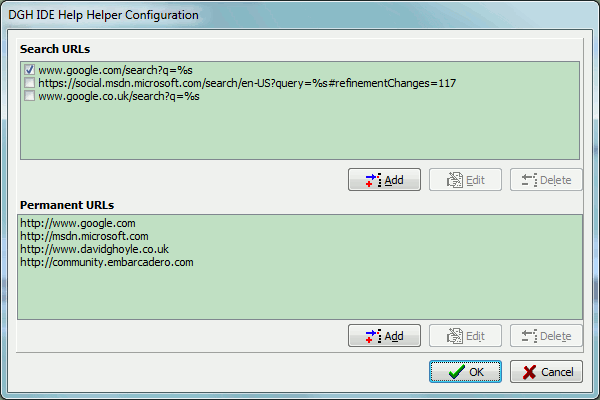 DGH IDE Help Helper Configuration
Search URLs
www.google.com/search?q=%s
https://social.msdn.microsoft.com/search/en-US?query=%s#refinementChanges=117
www.google.co.uk/search?q=%s
Add Edit Delete
Permanent URLs
http://www.google.com
http://msdn.microsoft.com
http://www.davidghoyle.co.uk
http://community.embarcadero.com
Add Edit Delete
OK Cancel